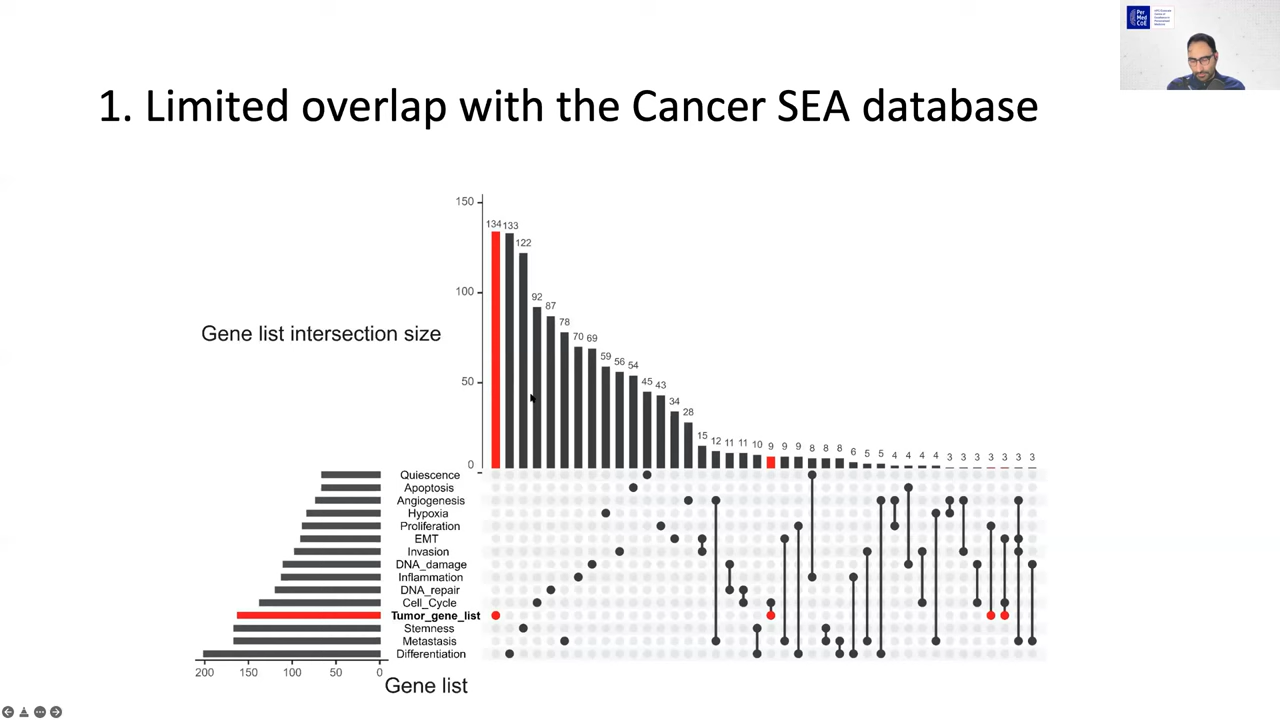 Per
Med
CoE
1. Limited overlap with the Cancer SEA database
150
100
50
0
134 133 122 92 87 78 70 69 59 56 54 45 43 34 28 15 12 11 11 10 9 9 9 8 8 8 6 5 5 4 4 4 4 3 3 3 3 3 3 3
Gene list intersection size
Quiescence
Apoptosis
Angiogenesis
Hypoxia
Proliferation
EMT
Invasion
DNA_damage
Inflammation
DNA_repair
Cell_Cycle
Tumor_gene_list
Stemness
Metastasis
Differentiation
200 150 100 50 0
Gene list